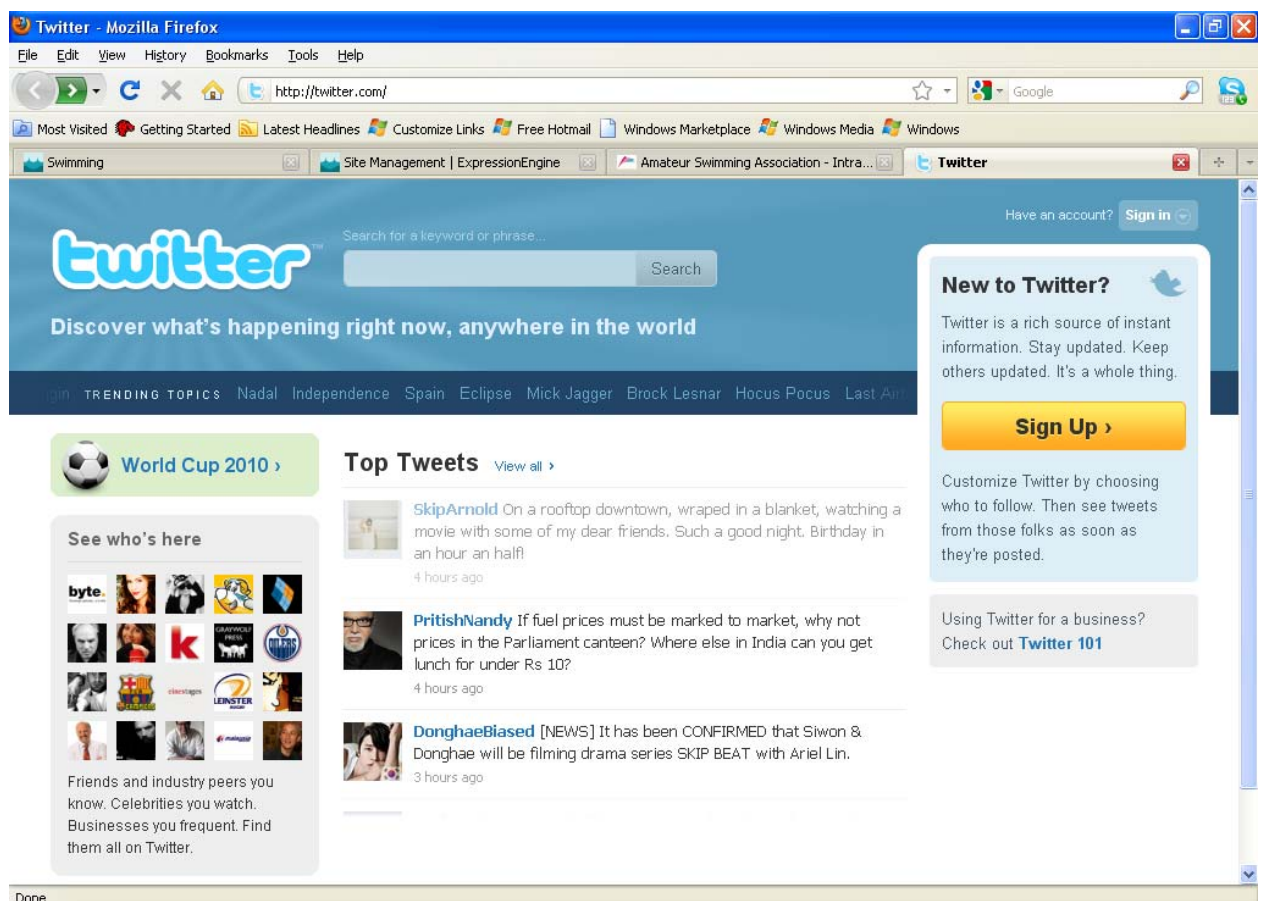 Twitter - Mozilla Firefox
File Edit View History Bookmarks Tools Help
http://twitter.com/
Google
Most Visited Getting Started Latest Headlines Customize Links Free Hotmail Windows Marketplace Windows Media Windows
Swimming
Site Management | ExpressionEngine
Amateur Swimming Association - Intra...
Twitter
Have an account? Sign in
twitter™
Search for a keyword or phrase...
Search
Discover what's happening right now, anywhere in the world
TRENDING TOPICS Nadal Independence Spain Eclipse Mick Jagger Brock Lesnar Hocus Pocus Last
New to Twitter?
Twitter is a rich source of instant
information. Stay updated. Keep
others updated. It's a whole thing.
Sign Up ›
Customize Twitter by choosing
who to follow. Then see tweets
from those folks as soon as
they're posted.
Using Twitter for a business?
Check out Twitter 101
World Cup 2010 ›
See who's here
byte.
k
GRAYWOLF
PRESS
OILERS
cinestages
LEINSTER
malaysia
Friends and industry peers you
know. Celebrities you watch.
Businesses you frequent. Find
them all on Twitter.
Top Tweets View all ›
SkipArnold On a rooftop downtown, wraped in a blanket, watching a
movie with some of my dear friends. Such a good night. Birthday in
an hour an half!
4 hours ago
PritishNandy If fuel prices must be marked to market, why not
prices in the Parliament canteen? Where else in India can you get
lunch for under Rs 10?
4 hours ago
DonghaeBiased [NEWS] It has been CONFIRMED that Siwon &
Donghae will be filming drama series SKIP BEAT with Ariel Lin.
3 hours ago
Done